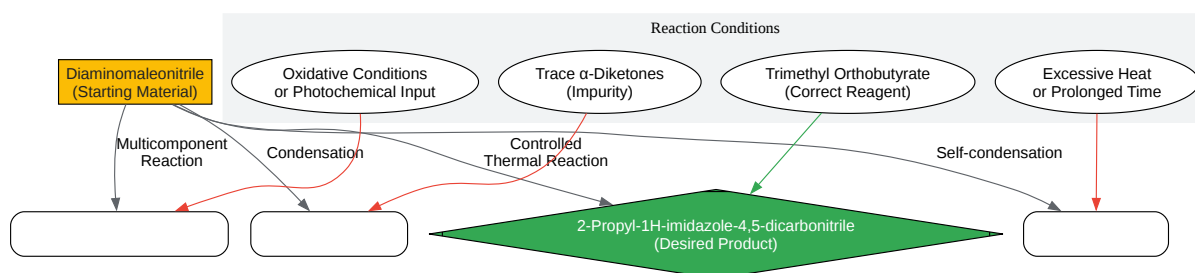 Reaction Conditions
Diaminomaleonitrile
(Starting Material)
Oxidative Conditions
or Photochemical Input
Trace α-Diketones
(Impurity)
Trimethyl Orthobutyrate
(Correct Reagent)
Excessive Heat
or Prolonged Time
Multicomponent
Reaction
Condensation
Controlled
Thermal Reaction
Self-condensation
2-Propyl-1H-imidazole-4,5-dicarbonitrile
(Desired Product)